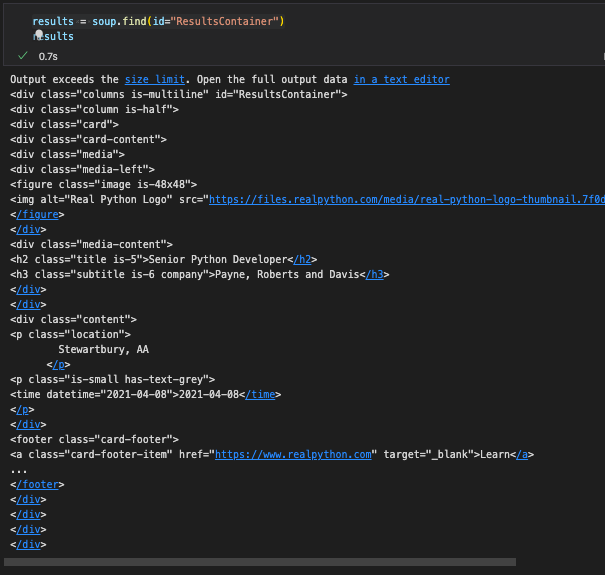 results = soup.find(id="ResultsContainer")
results
0.7s
Output exceeds the size limit. Open the full output data in a text editor
<div class="columns is-multiline" id="ResultsContainer">
<div class="column is-half">
<div class="card">
<div class="card-content">
<div class="media">
<div class="media-left">
<figure class="image is-48x48">
<img alt="Real Python Logo" src="https://files.realpython.com/media/real-python-logo-thumbnail.7f0d
</figure>
</div>
<div class="media-content">
<h2 class="title is-5">Senior Python Developer</h2>
<h3 class="subtitle is-6 company">Payne, Roberts and Davis</h3>
</div>
</div>
<div class="content">
<p class="location">
Stewartbury, AA
</p>
<p class="is-small has-text-grey">
<time datetime="2021-04-08">2021-04-08</time>
</p>
</div>
<footer class="card-footer">
<a class="card-footer-item" href="https://www.realpython.com" target="_blank">Learn</a>
...
</footer>
</div>
</div>
</div>
</div>